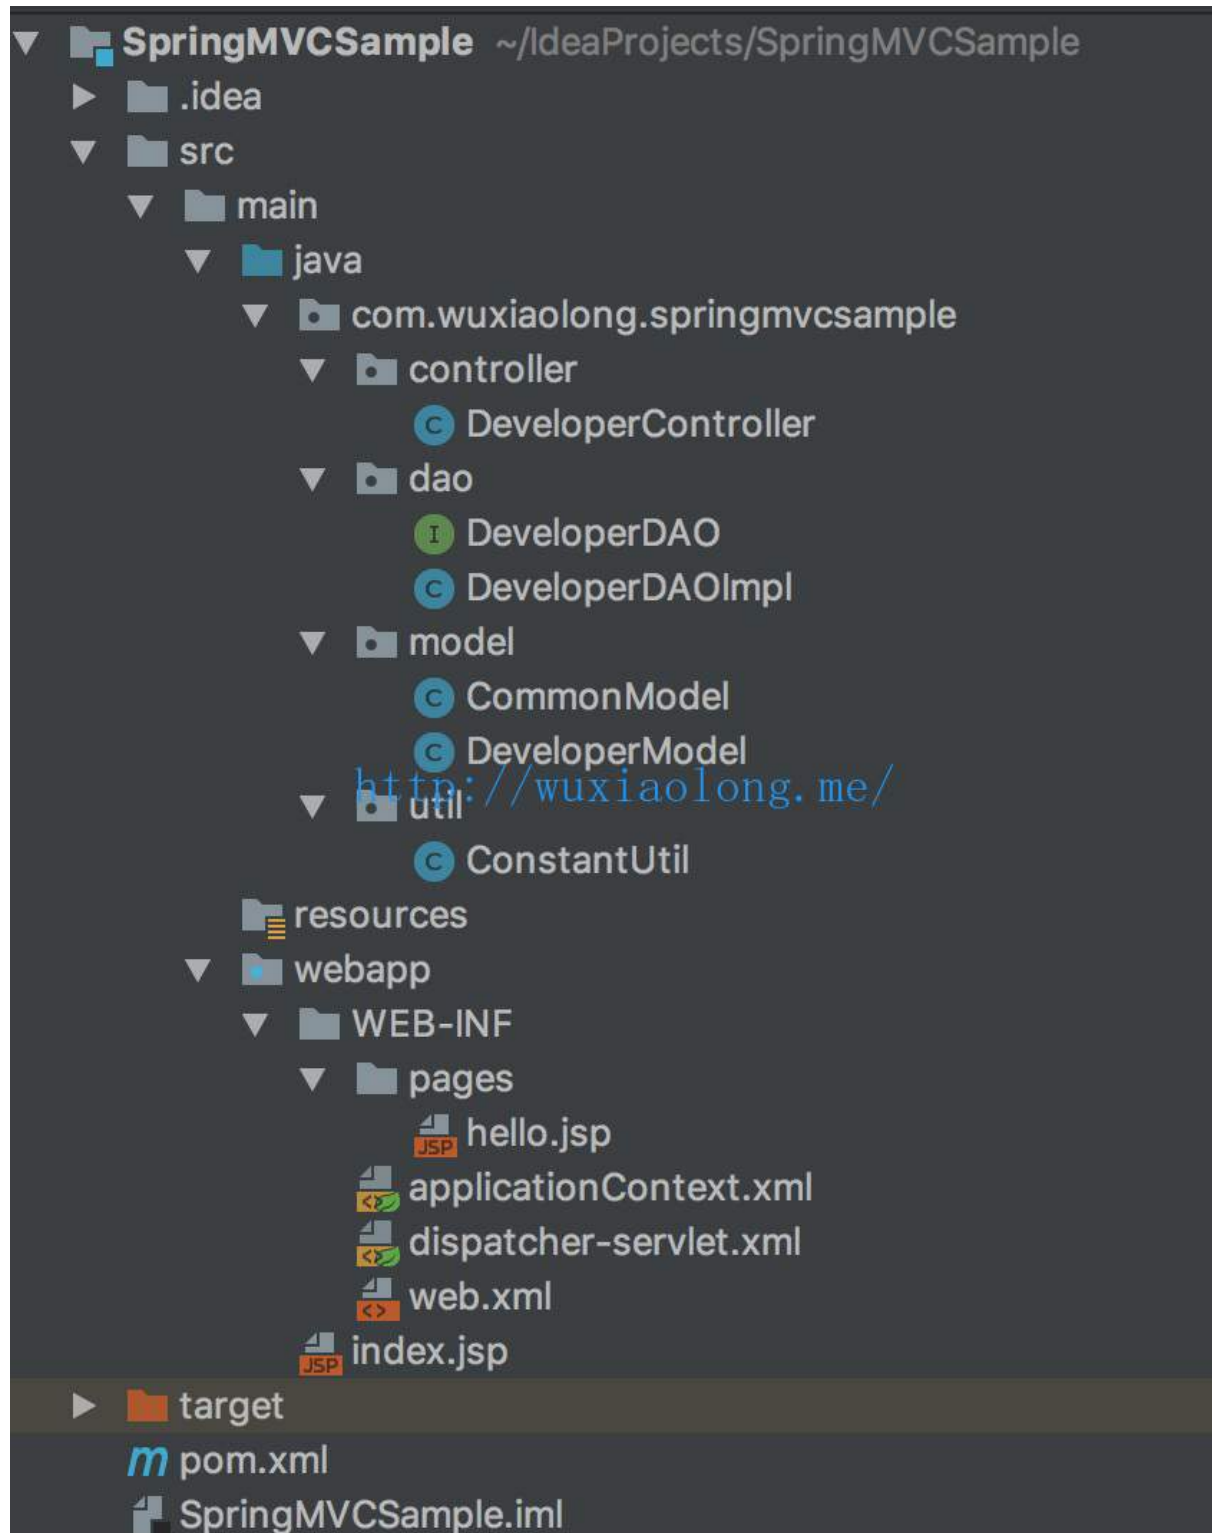 SpringMVCSample ~/IdeaProjects/SpringMVCSample
.idea
src
main
java
com.wuxiaolong.springmvcsample
controller
C DeveloperController
dao
I DeveloperDAO
C DeveloperDAOImpl
model
C CommonModel
C DeveloperModel
http://wuxiaolong.me/
util
C ConstantUtil
resources
webapp
WEB-INF
pages
JSP hello.jsp
applicationContext.xml
dispatcher-servlet.xml
<> web.xml
JSP index.jsp
target
m pom.xml
SpringMVCSample.iml